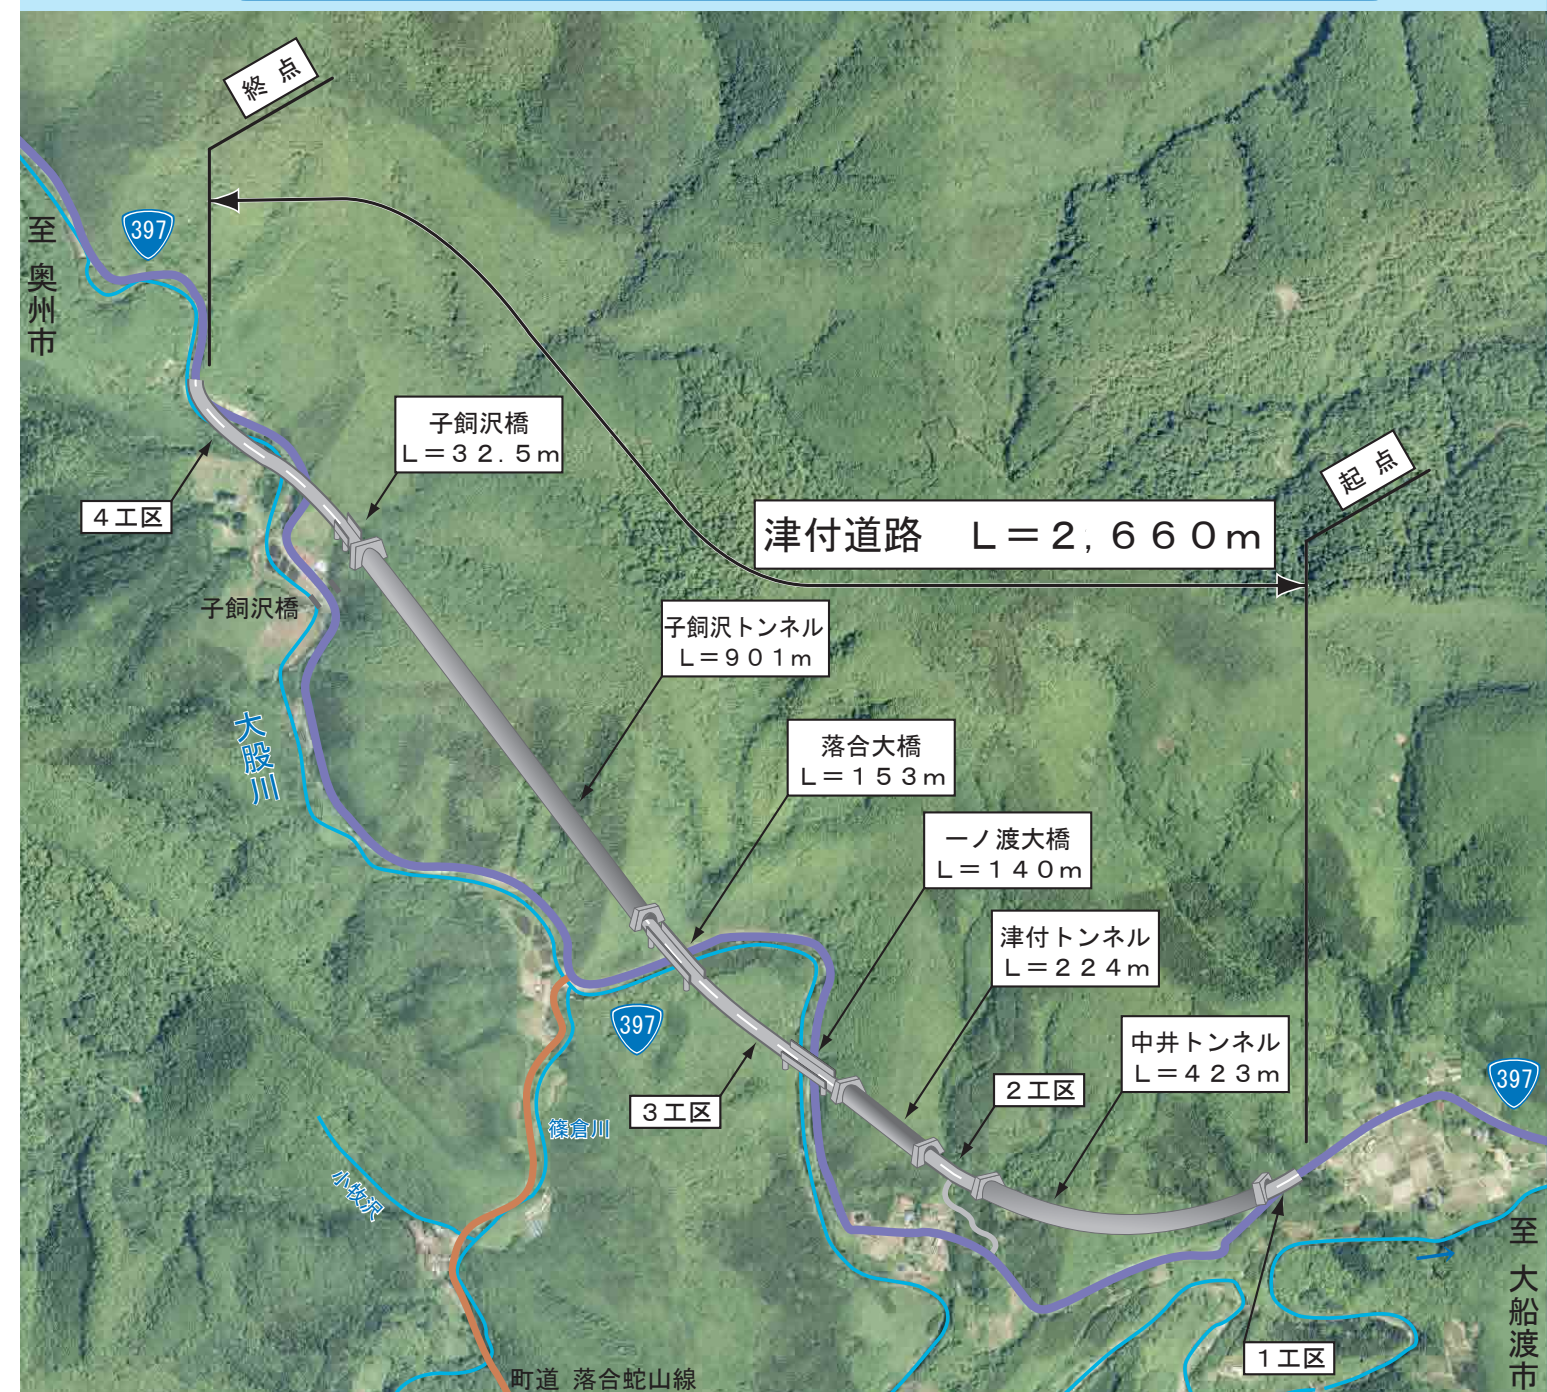 終点
397
至 奥州市
子飼沢橋
L=32.5m
4工区
起点
津付道路 L=2,660m
子飼沢橋
子飼沢トンネル
L=901m
大股川
落合大橋
L=153m
一ノ渡大橋
L=140m
津付トンネル
L=224m
397
中井トンネル
L=423m
397
2工区
3工区
篠倉川
小牧沢
至 大船渡市
1工区
町道 落合蛇山線